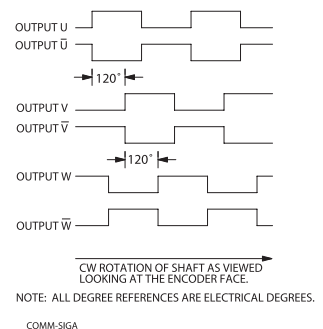 OUTPUT U
OUTPUT U̅
120°
OUTPUT V
OUTPUT V̅
120°
OUTPUT W
OUTPUT W̅
CW ROTATION OF SHAFT AS VIEWED
LOOKING AT THE ENCODER FACE.
NOTE: ALL DEGREE REFERENCES ARE ELECTRICAL DEGREES.
COMM-SIGA